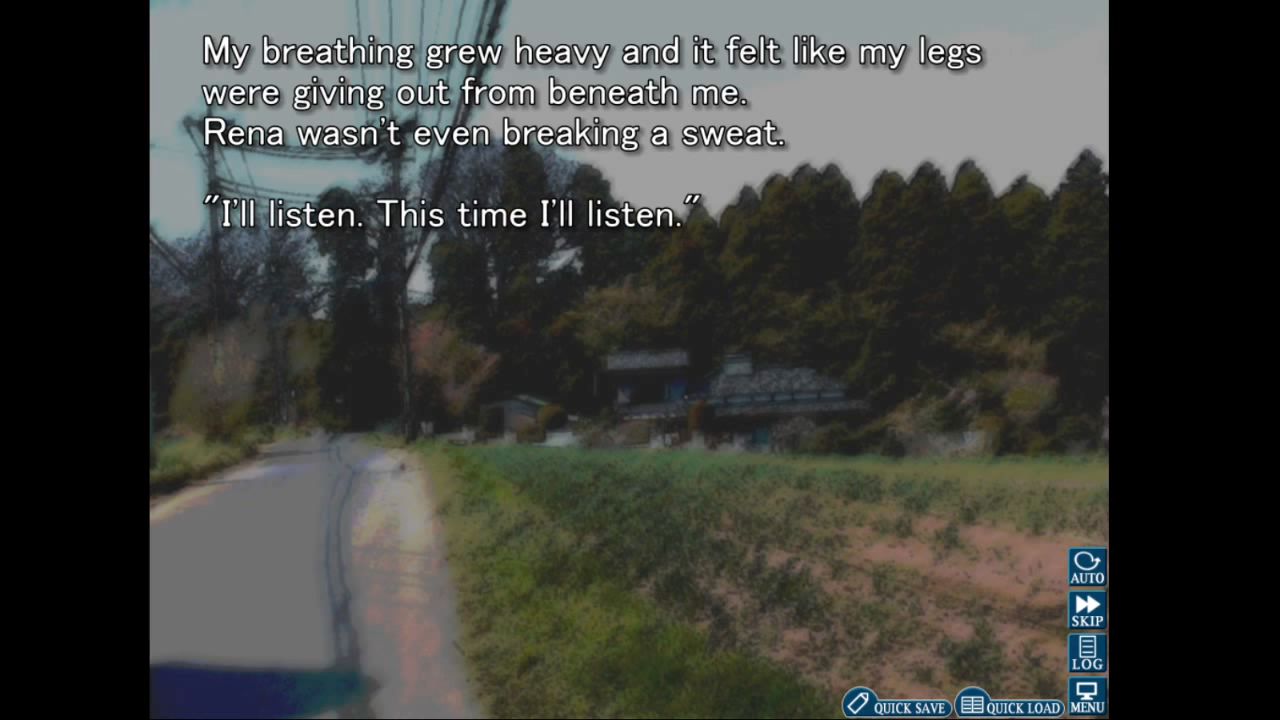 My breathing grew heavy and it felt like my legs
were giving out from beneath me.
Rena wasn't even breaking a sweat.
"I'll listen. This time I'll listen."
AUTO
SKIP
LOG
MENU
QUICK SAVE
QUICK LOAD